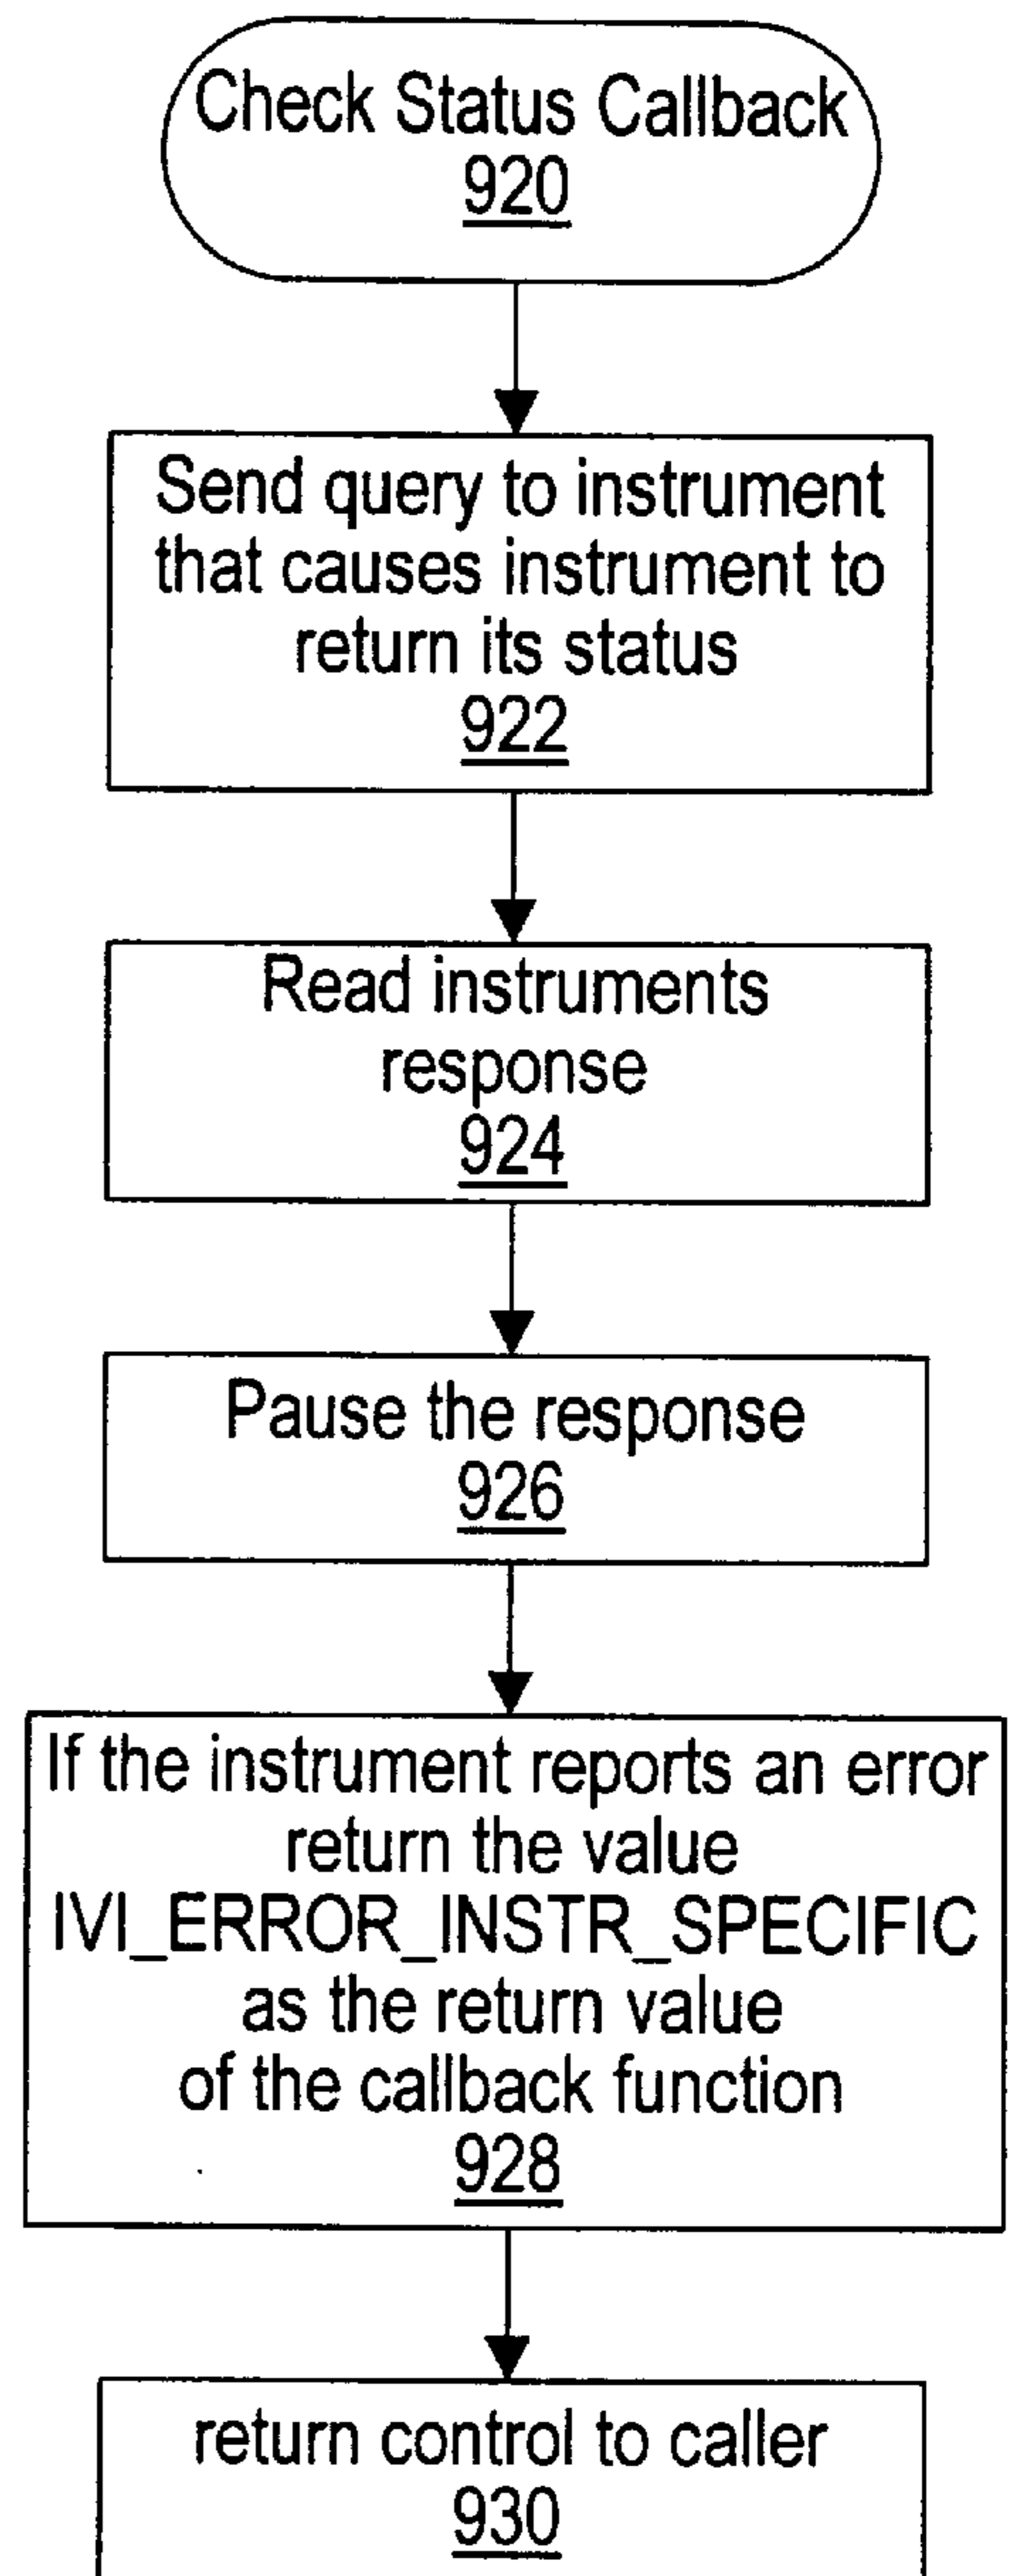 Check Status Callback
920
Send query to instrument
that causes instrument to
return its status
922
Read instruments
response
924
Pause the response
926
If the instrument reports an error
return the value
IVI_ERROR_INSTR_SPECIFIC
as the return value
of the callback function
928
return control to caller
930